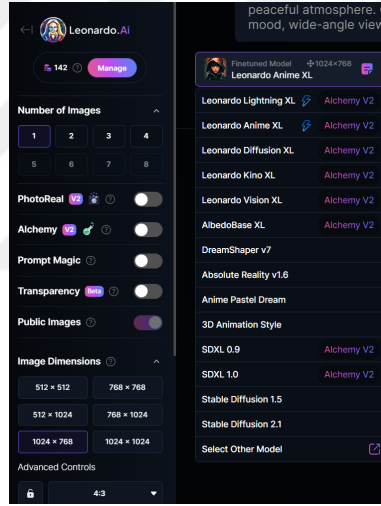 Leonardo.Ai
142
Manage
Number of Images
1 2 3 4
5 6 7 8
PhotoReal V2
Alchemy V2
Prompt Magic
Transparency Beta
Public Images
Image Dimensions
512 × 512 768 × 768
512 × 1024 768 × 1024
1024 × 768 1024 × 1024
Advanced Controls
4:3
peaceful atmosphere.
mood, wide-angle view
Finetuned Model 1024×768
Leonardo Anime XL
Leonardo Lightning XL Alchemy V2
Leonardo Anime XL Alchemy V2
Leonardo Diffusion XL Alchemy V2
Leonardo Kino XL Alchemy V2
Leonardo Vision XL Alchemy V2
AlbedoBase XL Alchemy V2
DreamShaper v7
Absolute Reality v1.6
Anime Pastel Dream
3D Animation Style
SDXL 0.9 Alchemy V2
SDXL 1.0 Alchemy V2
Stable Diffusion 1.5
Stable Diffusion 2.1
Select Other Model